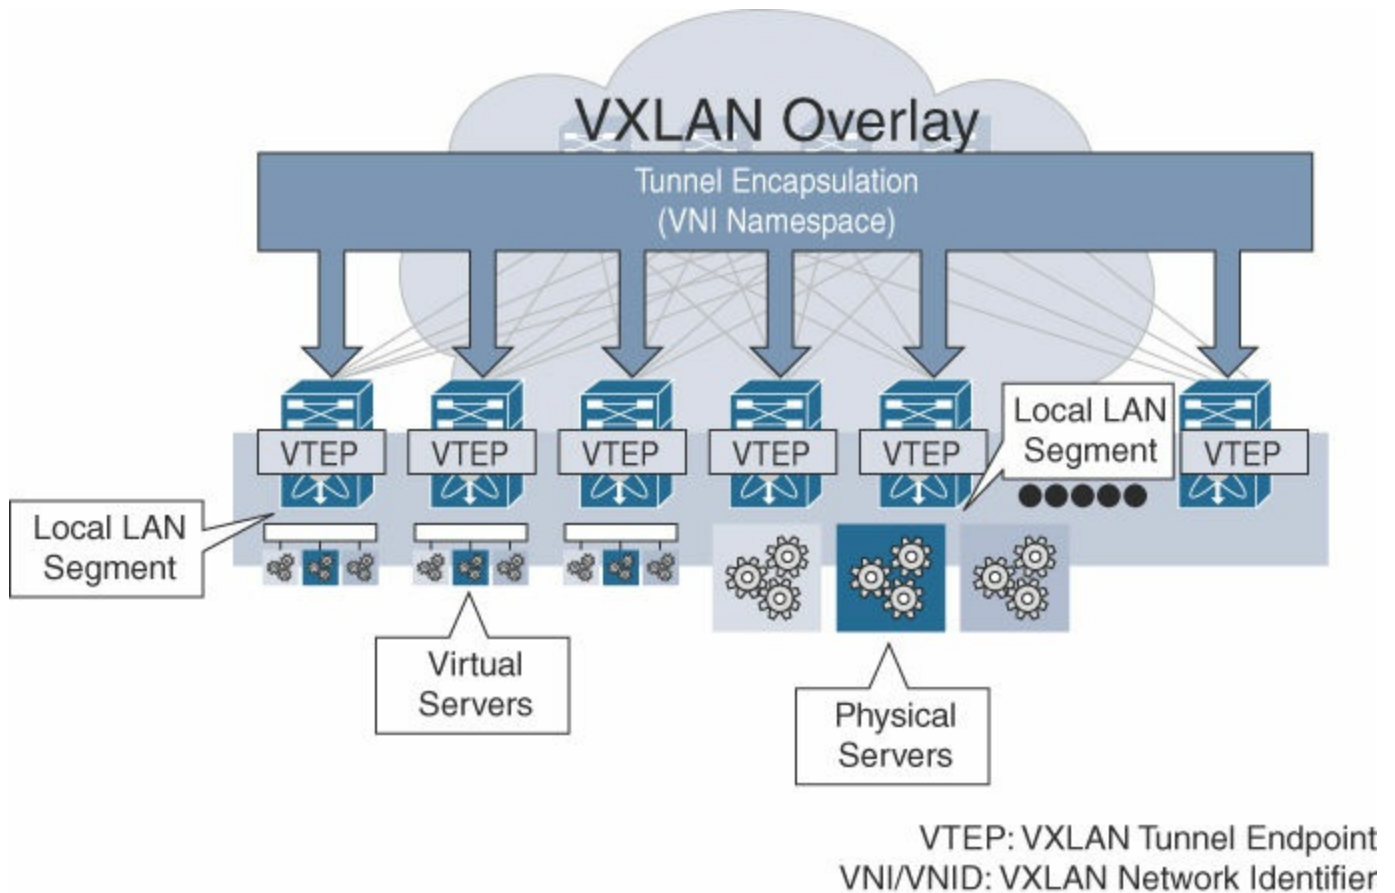 VXLAN Overlay
Tunnel Encapsulation
(VNI Namespace)
VTEP
VTEP
VTEP
VTEP
VTEP
VTEP
Local LAN
Segment
Local LAN
Segment
Virtual
Servers
Physical
Servers
VTEP: VXLAN Tunnel Endpoint
VNI/VNID: VXLAN Network Identifier